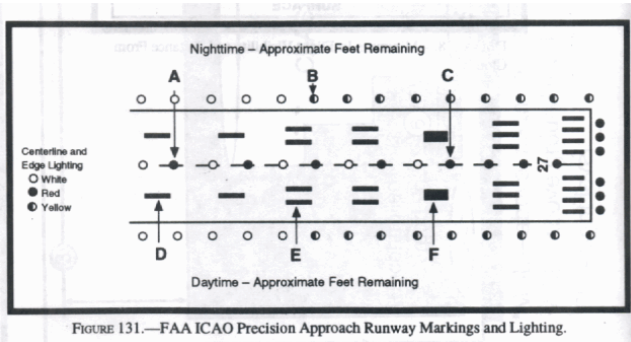 Nighttime – Approximate Feet Remaining
A
B
C
Centerline and
Edge Lighting
White
Red
Yellow
27
D
E
F
Daytime – Approximate Feet Remaining
FIGURE 131.—FAA ICAO Precision Approach Runway Markings and Lighting.